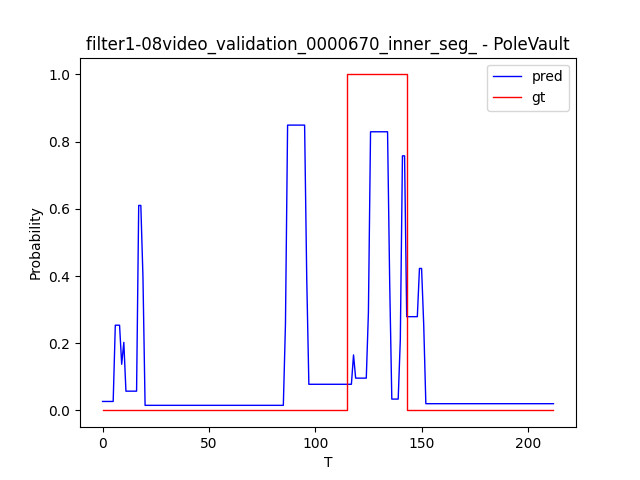 filter1-08video_validation_0000670_inner_seg_ - PoleVault
pred
gt
1.0
0.8
0.6
0.4
0.2
0.0
Probability
0
50
100
150
200
T